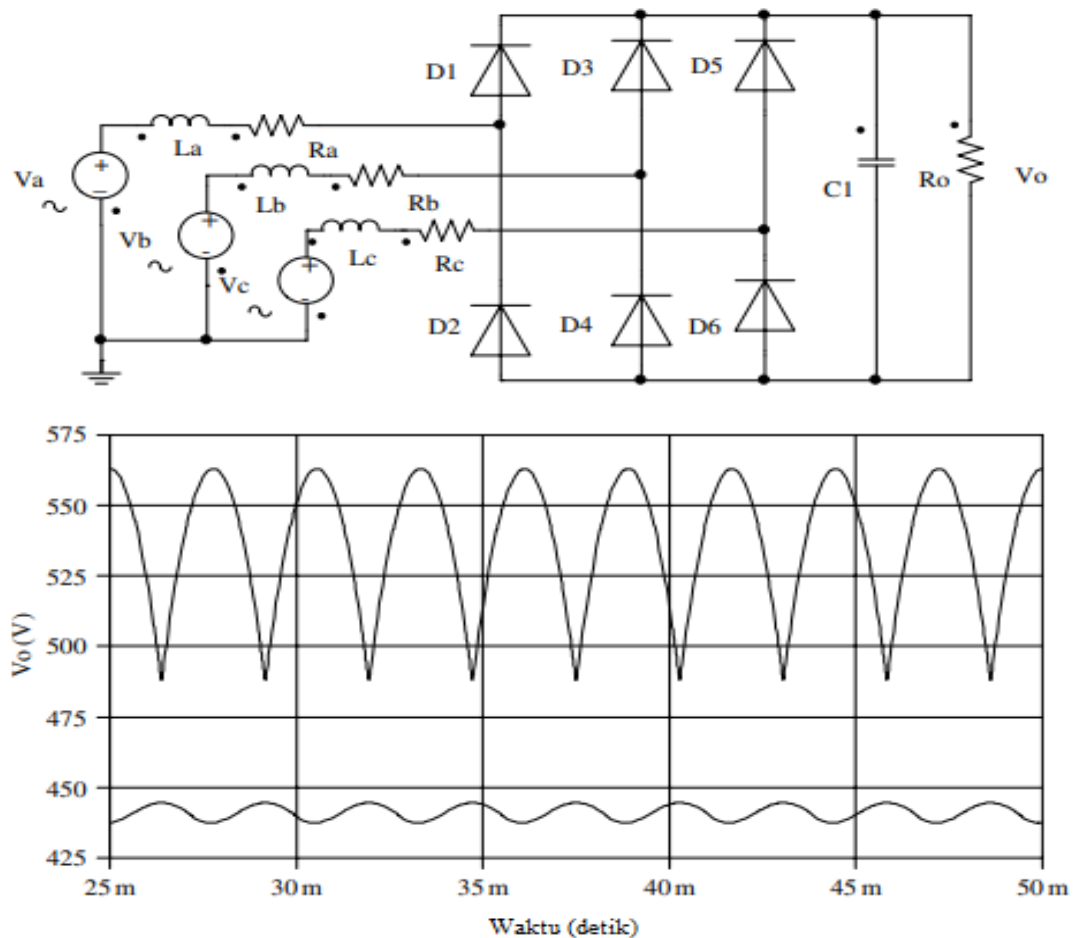 D1
D3
D5
La
Ra
Va
Lb
Rb
Vb
Lc
Rc
Vc
C1
Ro
Vo
D2
D4
D6
575
550
525
500
475
450
425
Vo (V)
25 m
30 m
35 m
40 m
45 m
50 m
Waktu (detik)